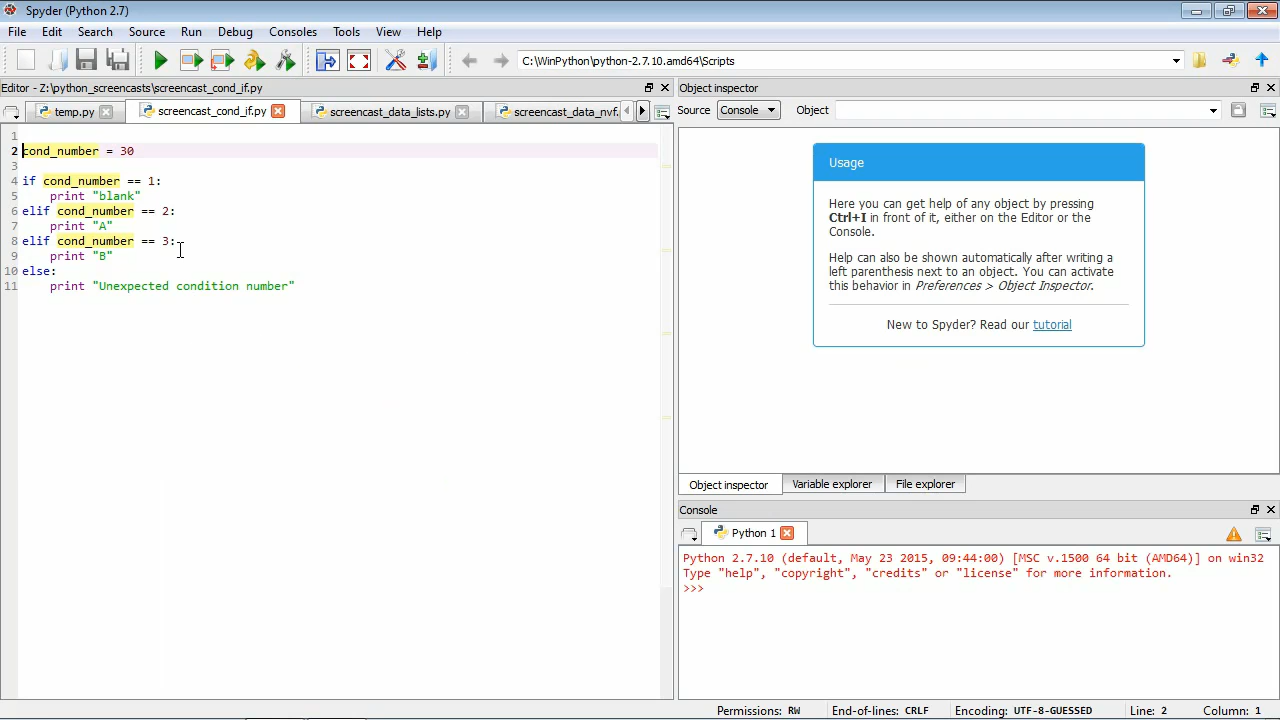 Spyder (Python 2.7)
File Edit Search Source Run Debug Consoles Tools View Help
C:\WinPython\python-2.7.10.amd64\Scripts
Editor - Z:\python_screencasts\screencast_cond_if.py
temp.py screencast_cond_if.py screencast_data_lists.py screencast_data_nvf.
1
2 cond_number = 30
3
4 if cond_number == 1:
5 print "blank"
6 elif cond_number == 2:
7 print "A"
8 elif cond_number == 3:
9 print "B"
10 else:
11 print "Unexpected condition number"
Object inspector
Source Console Object
Usage
Here you can get help of any object by pressing
Ctrl+I in front of it, either on the Editor or the
Console.
Help can also be shown automatically after writing a
left parenthesis next to an object. You can activate
this behavior in Preferences > Object Inspector.
New to Spyder? Read our tutorial
Object inspector Variable explorer File explorer
Console
Python 1
Python 2.7.10 (default, May 23 2015, 09:44:00) [MSC v.1500 64 bit (AMD64)] on win32
Type "help", "copyright", "credits" or "license" for more information.
>>>
Permissions: RW End-of-lines: CRLF Encoding: UTF-8-GUESSED Line: 2 Column: 1